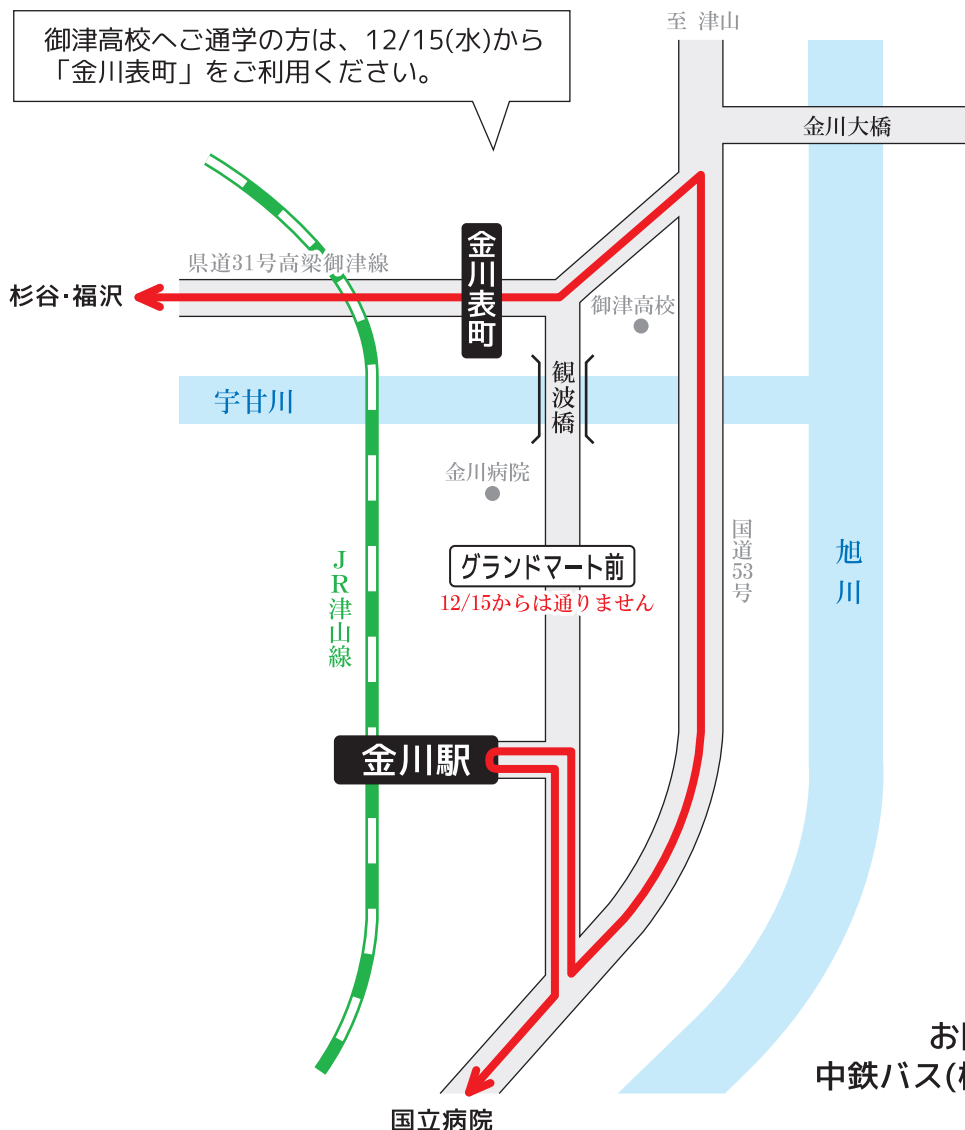 御津高校へご通学の方は、12/15(水)から
「金川表町」をご利用ください。
至 津山
金川大橋
県道31号高梁御津線
金川表町
杉谷·福沢
御津高校
観波橋
宇甘川
金川病院
グランドマート前
12/15からは通りません
国道53号
旭川
JR津山線
金川駅
お
中鉄バス(
国立病院